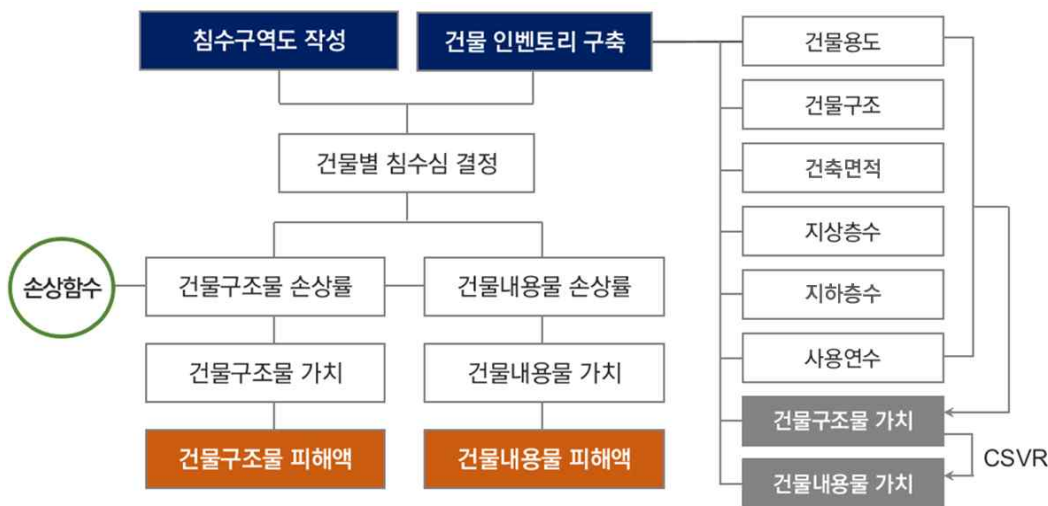 침수구역도 작성
건물 인벤토리 구축
건물용도
건물구조
건축면적
지상층수
지하층수
사용연수
건물구조물 가치
건물내용물 가치
CSVR
건물별 침수심 결정
손상함수
건물구조물 손상률
건물내용물 손상률
건물구조물 가치
건물내용물 가치
건물구조물 피해액
건물내용물 피해액